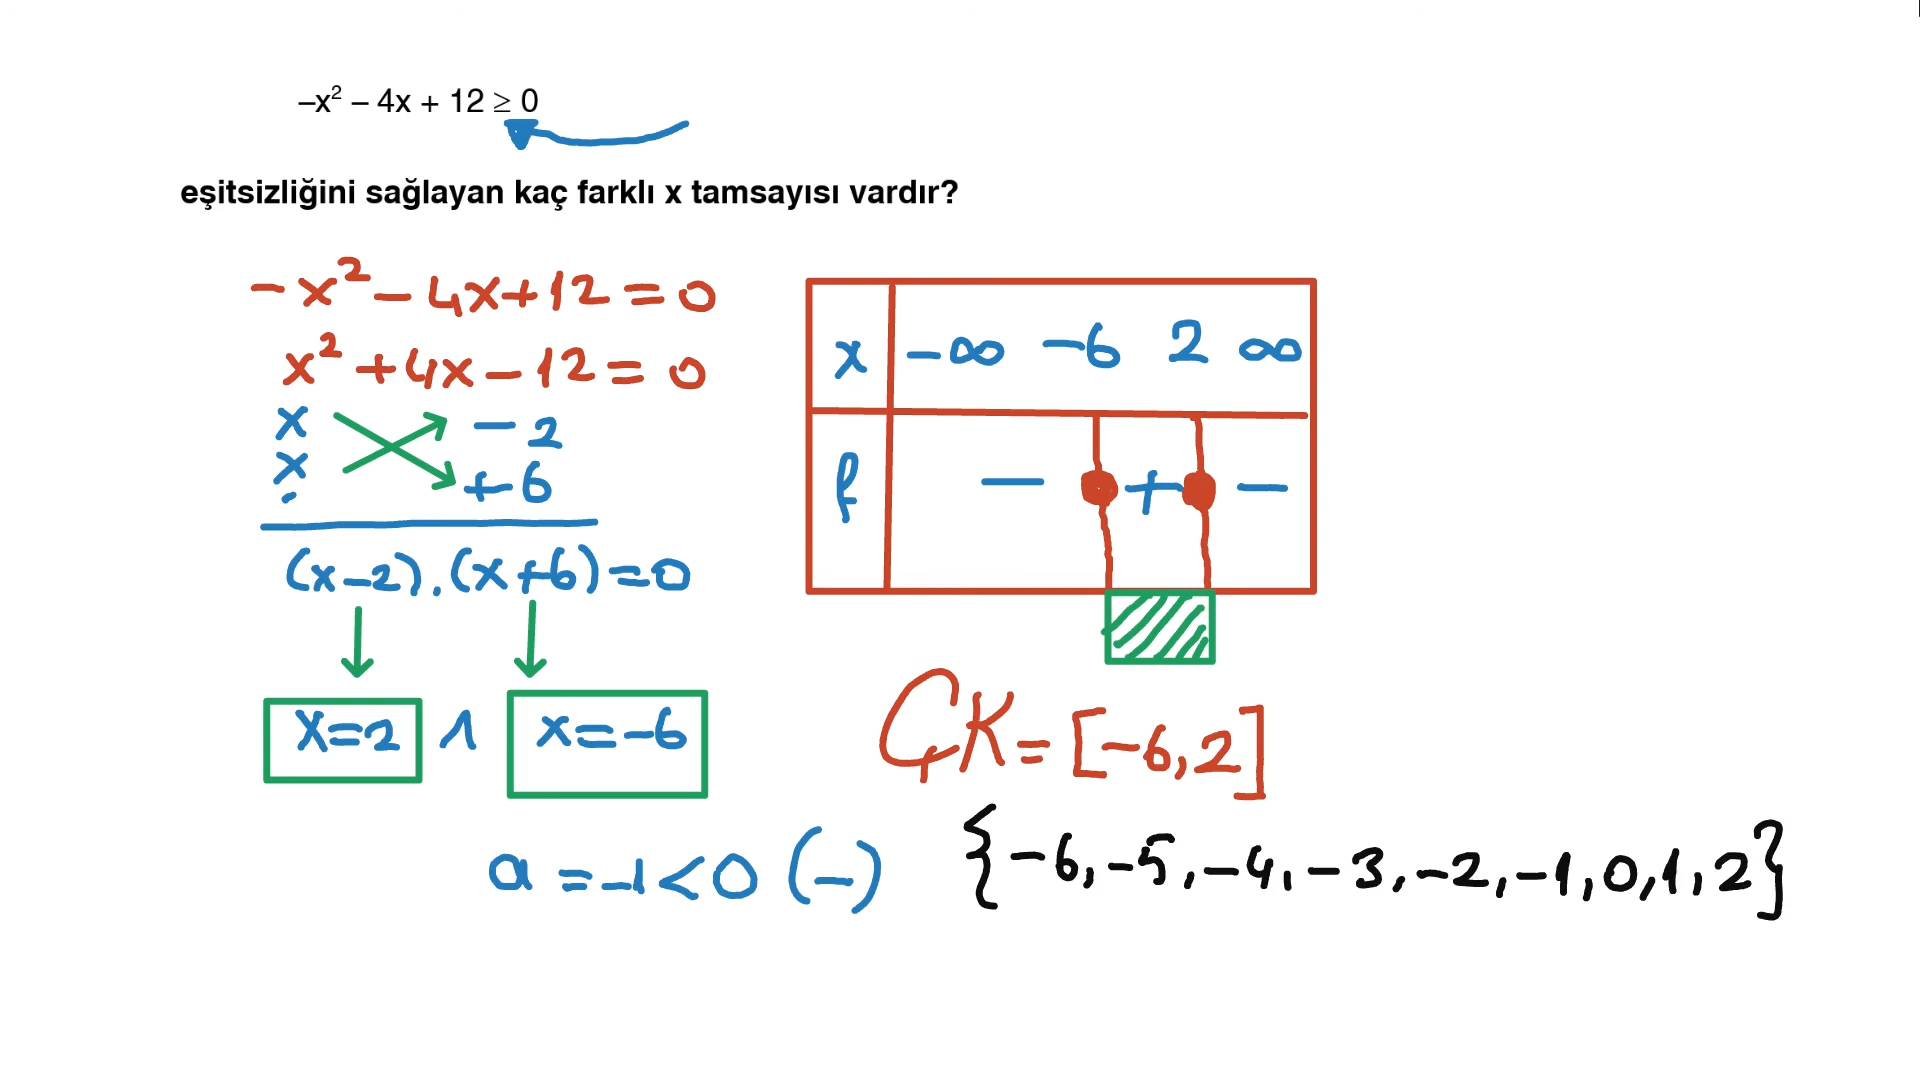 –x² – 4x + 12 ≥ 0
eşitsizliğini sağlayan kaç farklı x tamsayısı vardır?
-x² - 4x + 12 = 0
x² + 4x - 12 = 0
x - 2
x + 6
(x-2).(x+6)=0
x=2 ∧ x=-6
a = -1 < 0 (-)
x -∞ -6 2 ∞
f - + -
ÇK = [-6,2]
{-6, -5, -4, -3, -2, -1, 0, 1, 2}